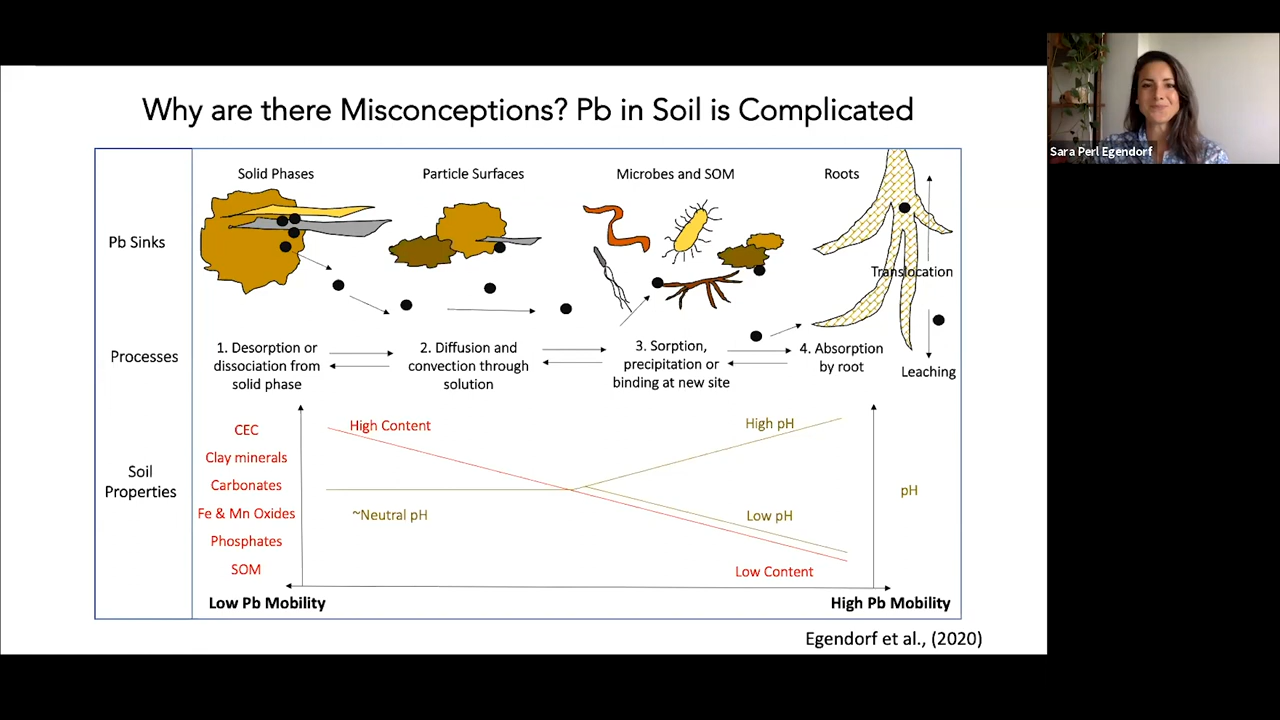 Why are there Misconceptions? Pb in Soil is Complicated
Sara Perl Egendorf
Solid Phases
Particle Surfaces
Microbes and SOM
Roots
Pb Sinks
Translocation
Processes
1. Desorption or
dissociation from
solid phase
2. Diffusion and
convection through
solution
3. Sorption,
precipitation or
binding at new site
4. Absorption
by root
Leaching
Soil
Properties
CEC
Clay minerals
Carbonates
Fe & Mn Oxides
Phosphates
SOM
High Content
~Neutral pH
High pH
Low pH
Low Content
pH
Low Pb Mobility
High Pb Mobility
Egendorf et al., (2020)